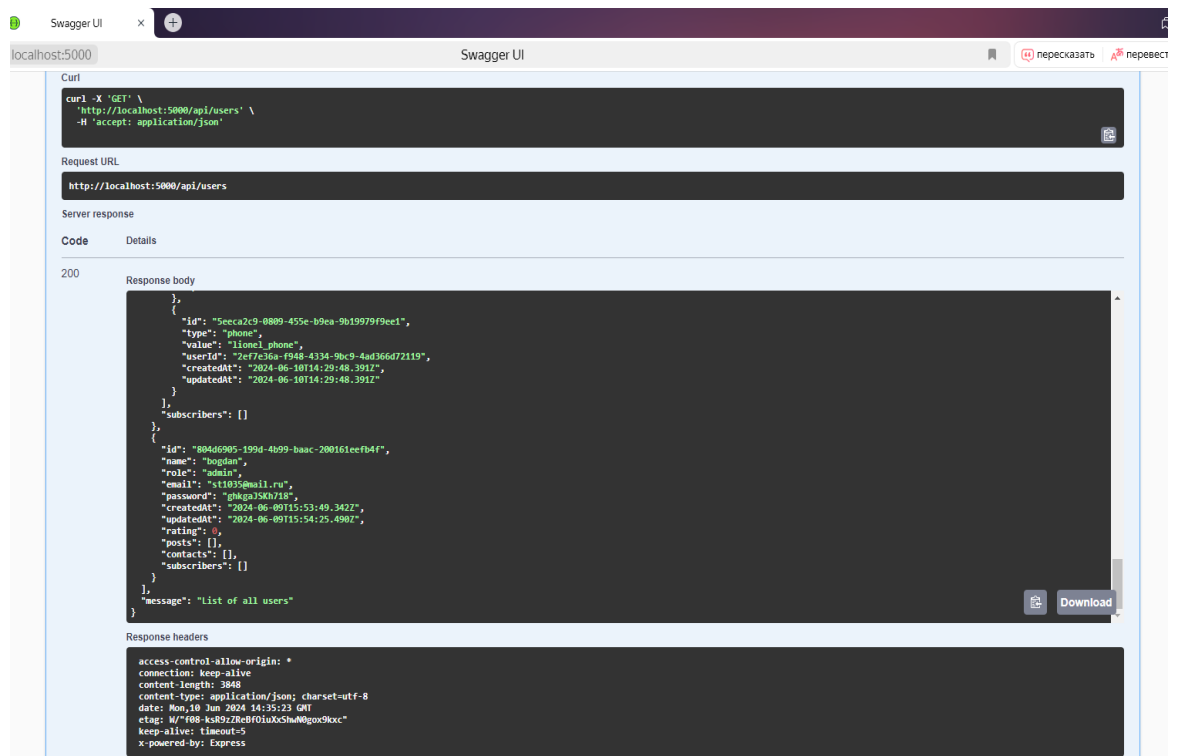 Swagger UI
localhost:5000
Swagger UI
пересказать
перевест
Curl
curl -X 'GET' \
'http://localhost:5000/api/users' \
-H 'accept: application/json'
Request URL
http://localhost:5000/api/users
Server response
Code Details
200
Response body
},
{
"id": "5eeca2c9-0809-455e-b9ea-9b19979f9ee1",
"type": "phone",
"value": "lionel_phone",
"userId": "2ef7e36a-f948-4334-9bc9-4ad366d72119",
"createdAt": "2024-06-10T14:29:48.391Z",
"updatedAt": "2024-06-10T14:29:48.391Z"
}
],
"subscribers": []
},
{
"id": "804d6905-199d-4b99-baac-200161eefb4f",
"name": "bogdan",
"role": "admin",
"email": "st1035@mail.ru",
"password": "ghkgaJSKh718",
"createdAt": "2024-06-09T15:53:49.342Z",
"updatedAt": "2024-06-09T15:54:25.490Z",
"rating": 0,
"posts": [],
"contacts": [],
"subscribers": []
}
],
"message": "List of all users"
}
Download
Response headers
access-control-allow-origin: *
connection: keep-alive
content-length: 3848
content-type: application/json; charset=utf-8
date: Mon,10 Jun 2024 14:35:23 GMT
etag: W/"f08-ksR9zZReBfOiuXxShwN0gox9kxc"
keep-alive: timeout=5
x-powered-by: Express